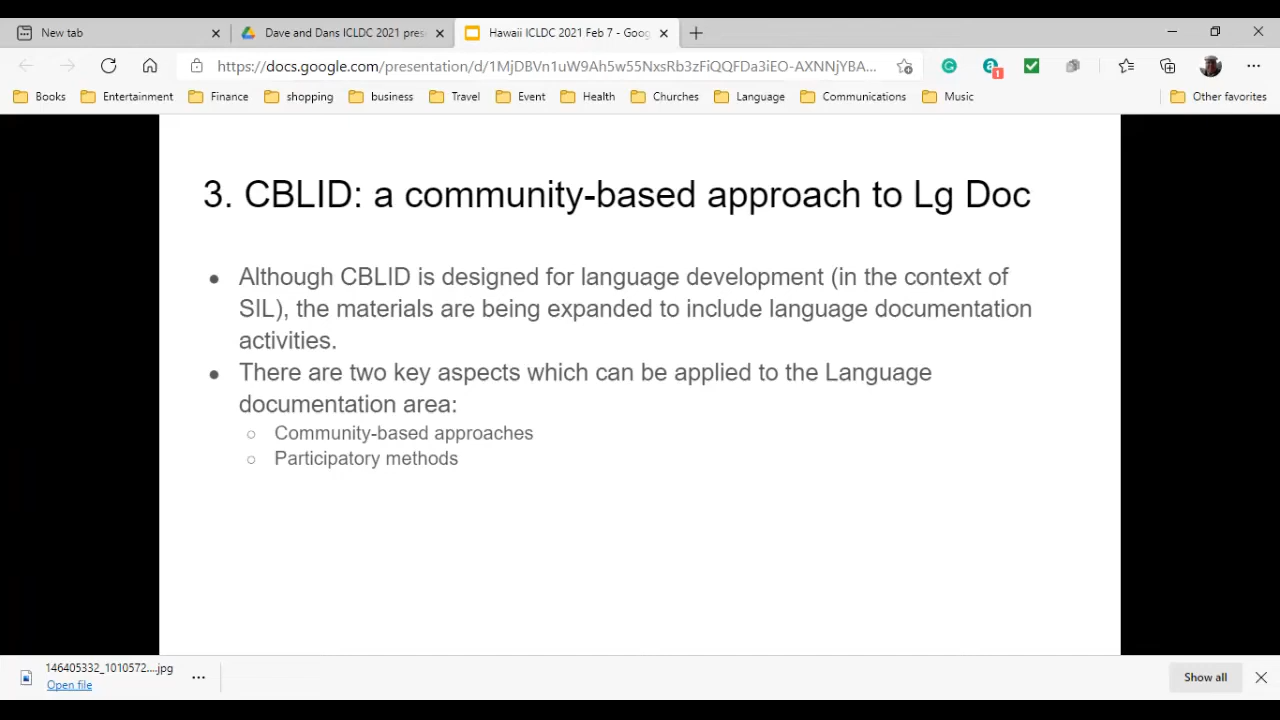 New tab
Dave and Dans ICLDC 2021 pres
Hawaii ICLDC 2021 Feb 7 - Goog
https://docs.google.com/presentation/d/1MjDBVn1uW9Ah5w55NxsRb3zFiQQFDa3iEO-AXNNjYBA...
1
Books
Entertainment
Finance
shopping
business
Travel
Event
Health
Churches
Language
Communications
Music
Other favorites
3. CBLID: a community-based approach to Lg Doc
● Although CBLID is designed for language development (in the context of
SIL), the materials are being expanded to include language documentation
activities.
● There are two key aspects which can be applied to the Language
documentation area:
○ Community-based approaches
○ Participatory methods
146405332_1010572....jpg
Open file
Show all